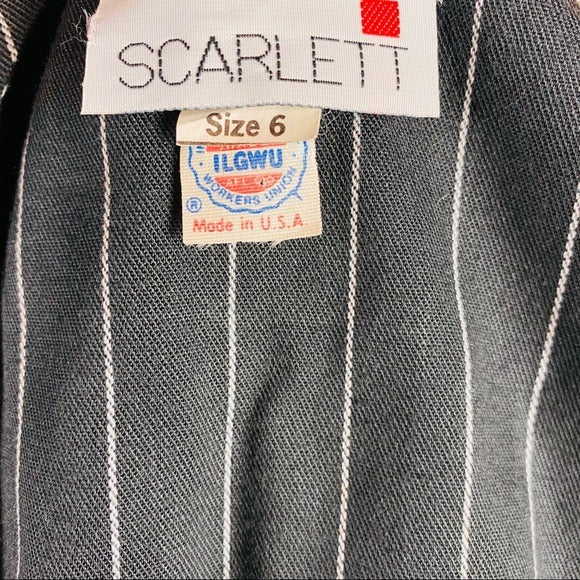 SCARLETT
Size 6
ILGWU
WORKERS UNION
®
Made in U.S.A.